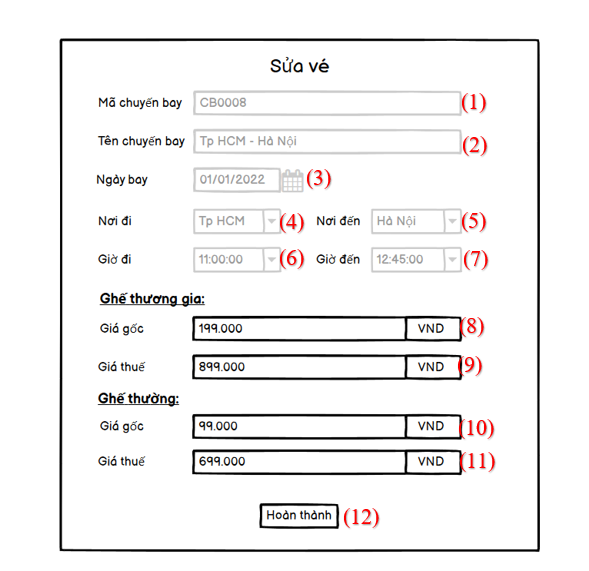 Sửa vé
Mã chuyến bay CB0008 (1)
Tên chuyến bay Tp HCM - Hà Nội (2)
Ngày bay 01/01/2022 (3)
Nơi đi Tp HCM (4) Nơi đến Hà Nội (5)
Giờ đi 11:00:00 (6) Giờ đến 12:45:00 (7)
Ghế thương gia:
Giá gốc 199.000 VND (8)
Giá thuế 899.000 VND (9)
Ghế thường:
Giá gốc 99.000 VND (10)
Giá thuế 699.000 VND (11)
Hoàn thành (12)